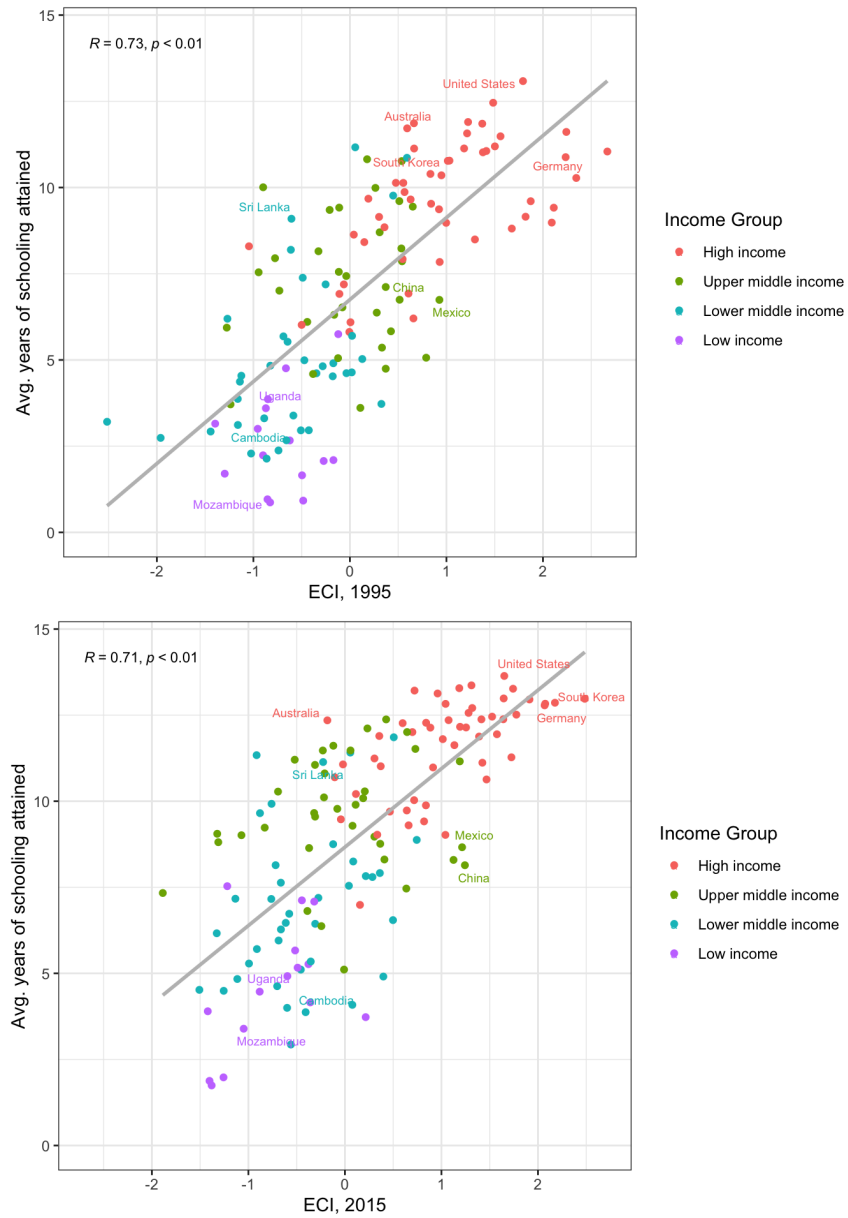 R = 0.73, p < 0.01
15
10
5
0
Avg. years of schooling attained
United States
Australia
South Korea
Germany
Sri Lanka
China
Mexico
Uganda
Cambodia
Mozambique
-2 -1 0 1 2
ECI, 1995
Income Group
High income
Upper middle income
Lower middle income
Low income
R = 0.71, p < 0.01
15
10
5
0
Avg. years of schooling attained
United States
South Korea
Australia
Germany
Sri Lanka
Mexico
China
Uganda
Cambodia
Mozambique
-2 -1 0 1 2
ECI, 2015
Income Group
High income
Upper middle income
Lower middle income
Low income